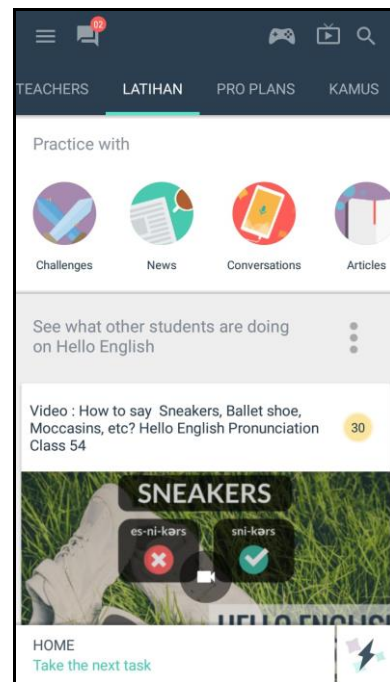 02
TEACHERS LATIHAN PRO PLANS KAMUS
Practice with
Challenges News Conversations Articles
See what other students are doing
on Hello English
Video : How to say Sneakers, Ballet shoe,
Moccasins, etc? Hello English Pronunciation
Class 54
30
SNEAKERS
es-ni-kərs sni-kərs
HELLO ENGLISH
HOME
Take the next task